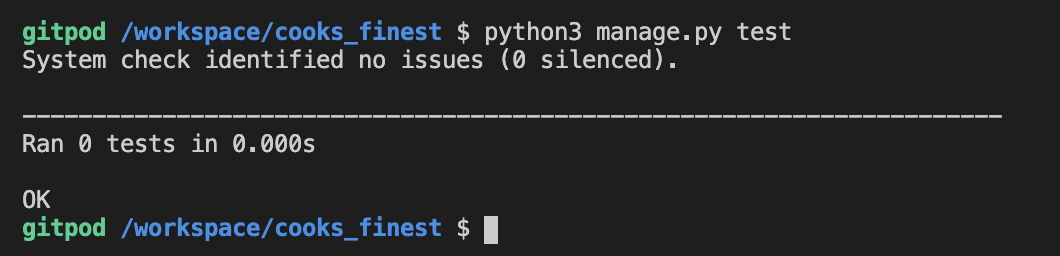 gitpod /workspace/cooks_finest $ python3 manage.py test
System check identified no issues (0 silenced).
----------------------------------------------------------------------
Ran 0 tests in 0.000s
OK
gitpod /workspace/cooks_finest $